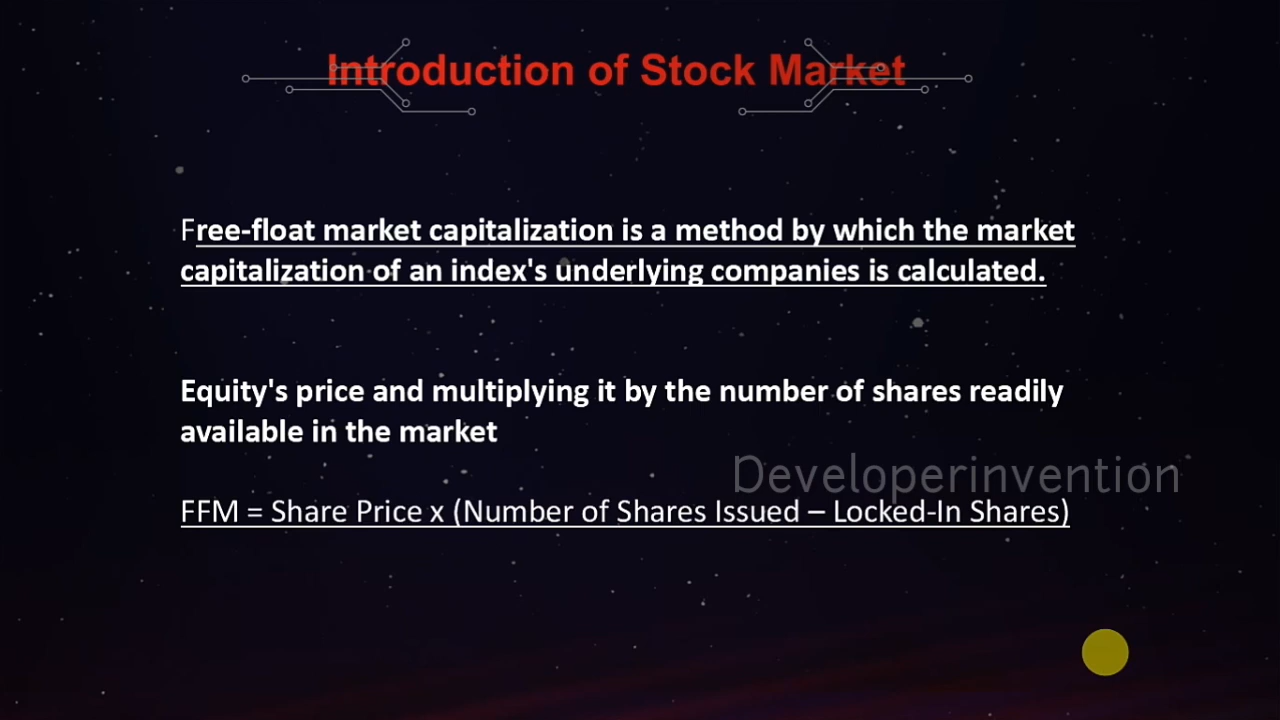 Introduction of Stock Market
Free-float market capitalization is a method by which the market
capitalization of an index's underlying companies is calculated.
Equity's price and multiplying it by the number of shares readily
available in the market
Developerinvention
FFM = Share Price x (Number of Shares Issued – Locked-In Shares)